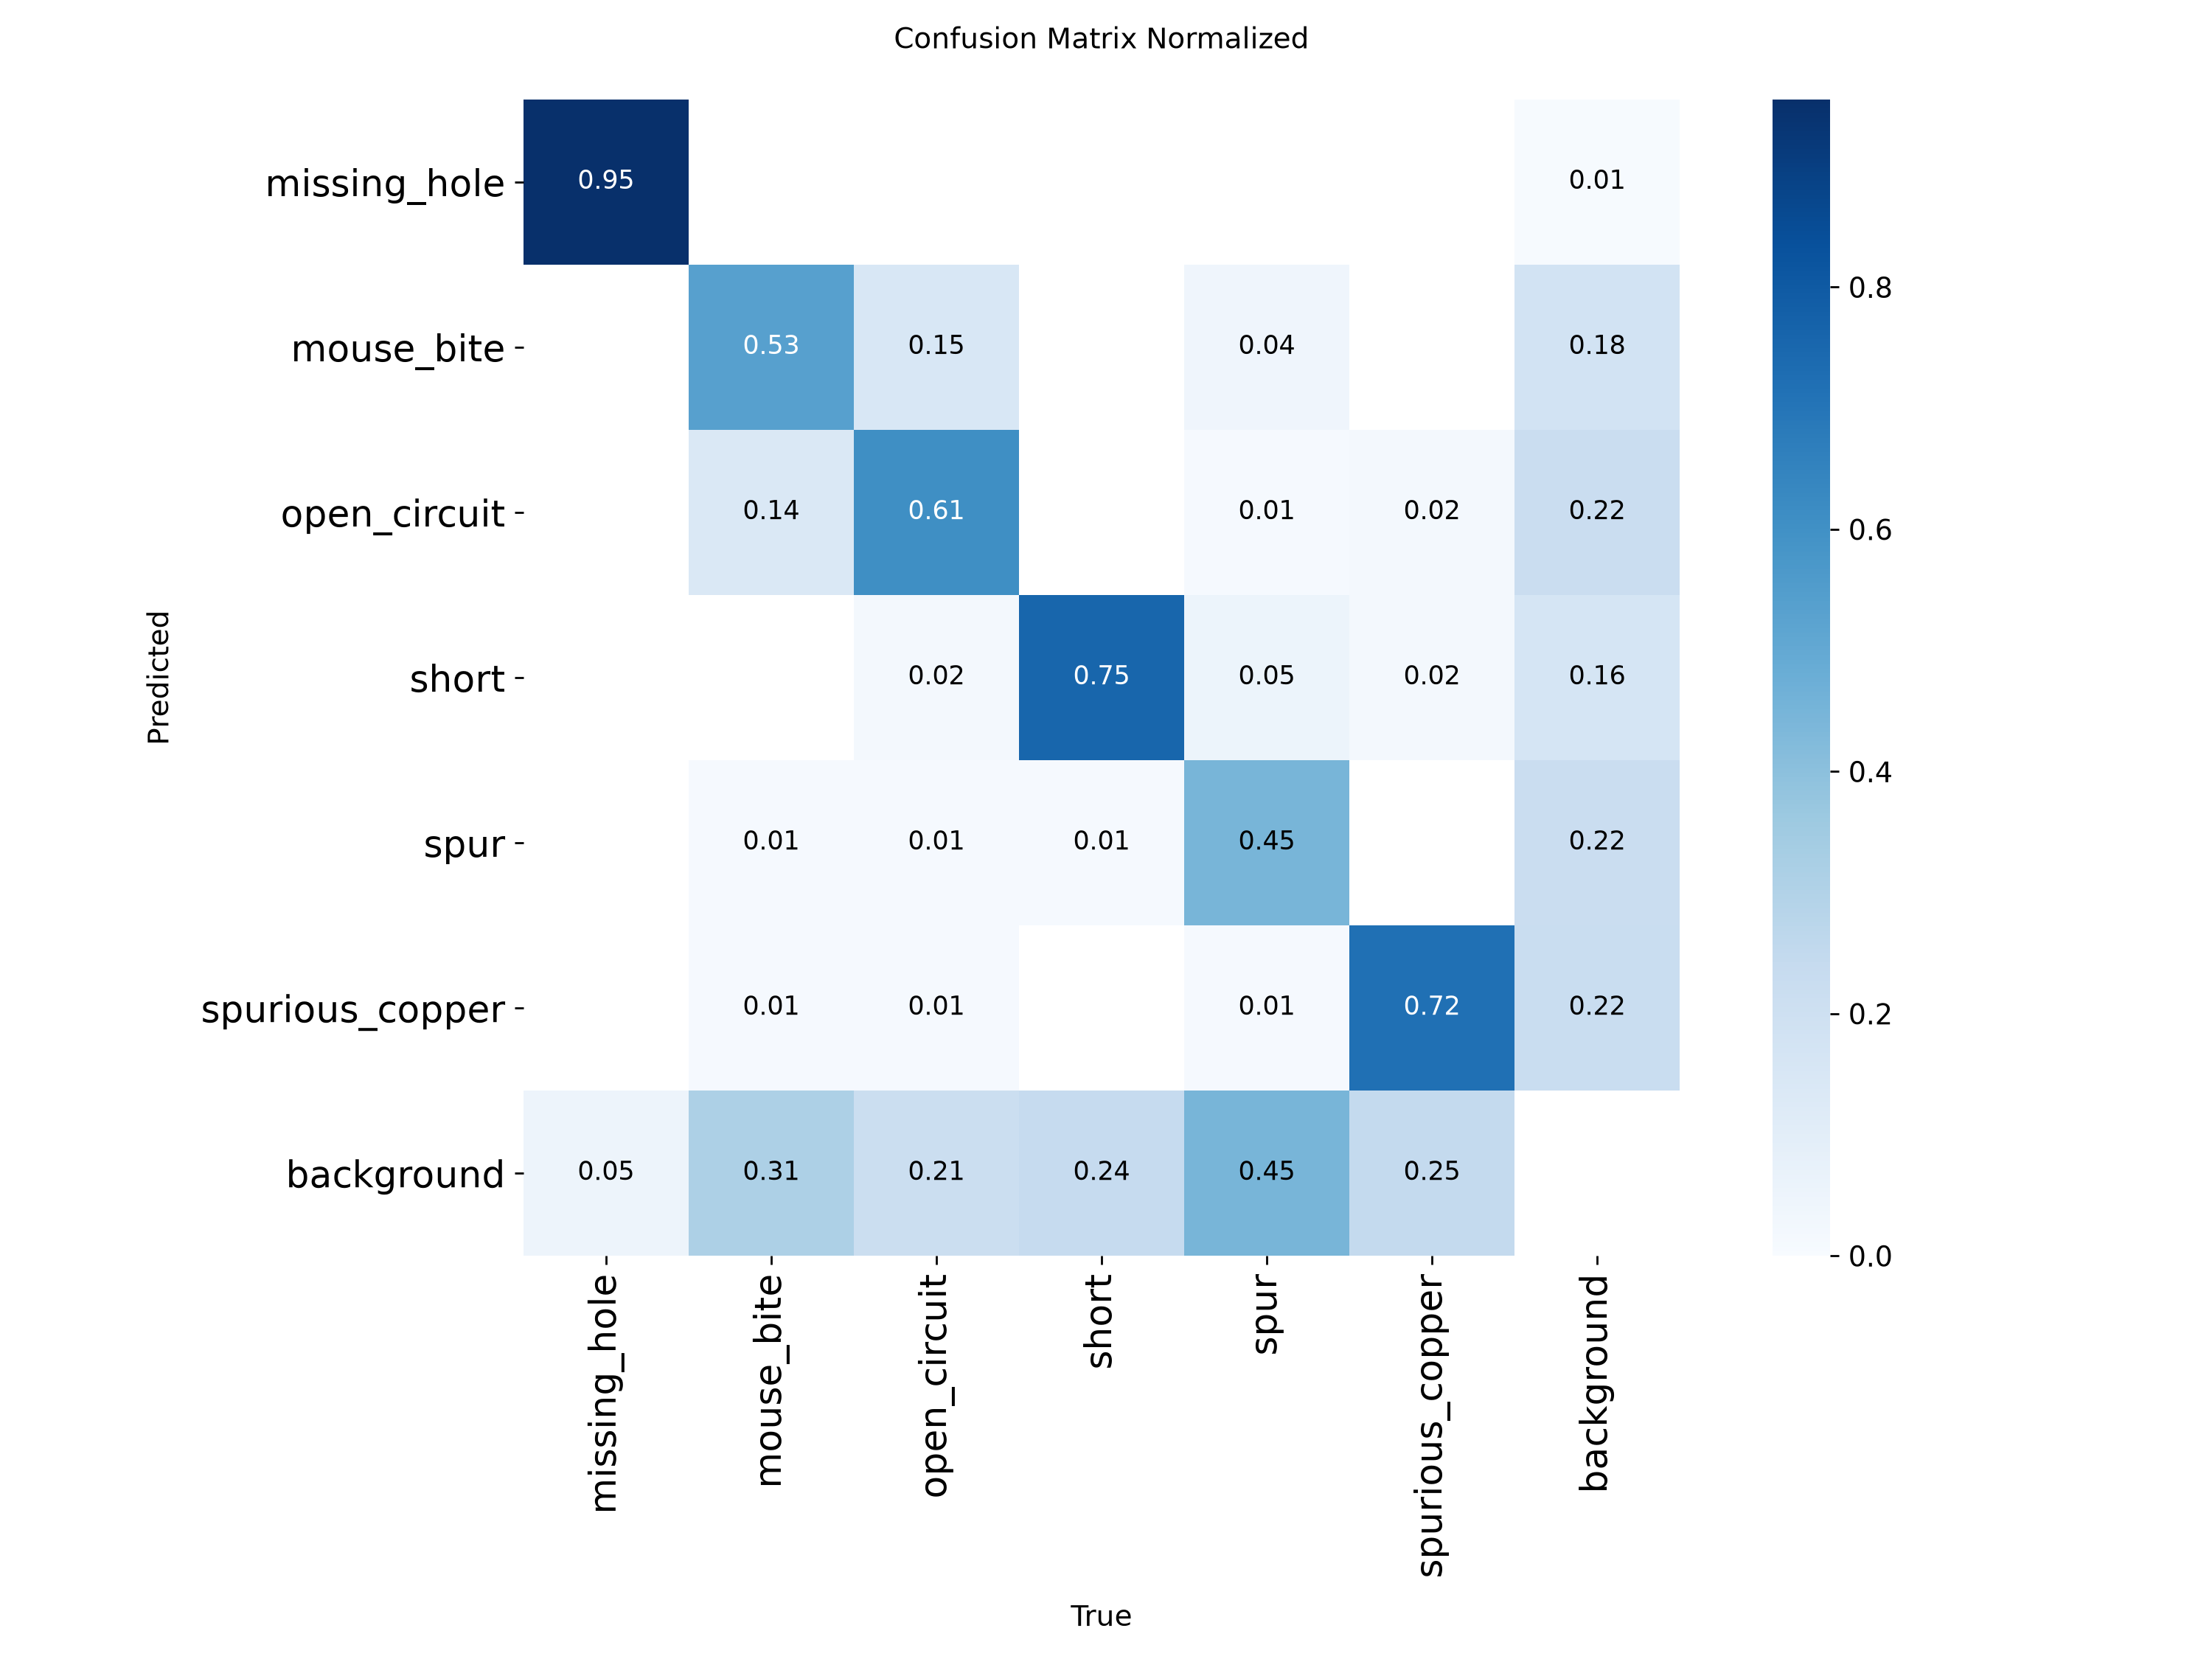 Confusion Matrix Normalized
missing_hole 0.95 0.01
mouse_bite 0.53 0.15 0.04 0.18
open_circuit 0.14 0.61 0.01 0.02 0.22
short 0.02 0.75 0.05 0.02 0.16
spur 0.01 0.01 0.01 0.45 0.22
spurious_copper 0.01 0.01 0.01 0.72 0.22
background 0.05 0.31 0.21 0.24 0.45 0.25
Predicted
missing_hole mouse_bite open_circuit short spur spurious_copper background
True
0.8
0.6
0.4
0.2
0.0